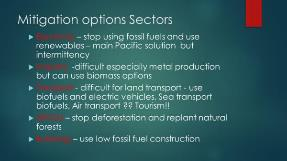 Mitigation options Sectors
Electricity – stop using fossil fuels and use
renewables – main Pacific solution but
intermittency
Industry -difficult especially metal production
but can use biomass options
Transport - difficult for land transport - use
biofuels and electric vehicles. Sea transport
biofuels, Air transport ?? Tourism!!
– stop deforestation and replant natural
forests
Buildings – use low fossil fuel construction